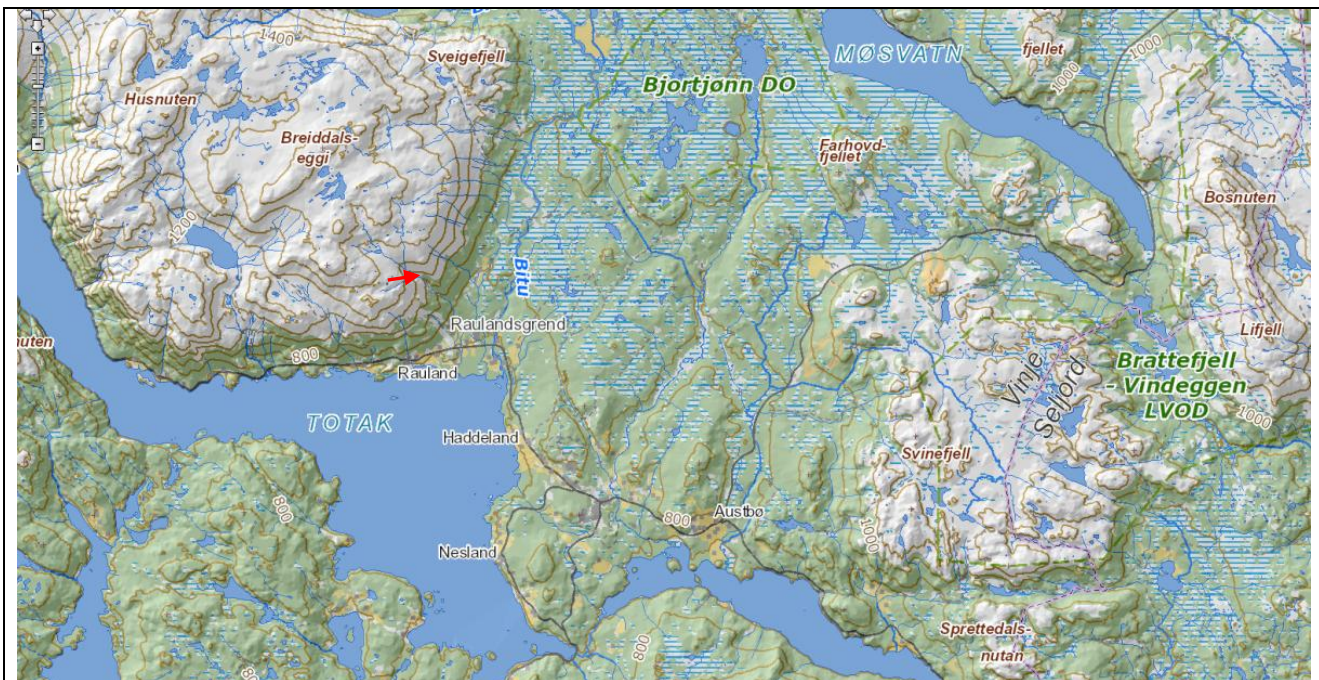 1400
Sveigefjell
MØSVATN
fjellet
1000
1000
Bjortjønn DO
Husnuten
Breiddals-
eggi
Farhovd-
fjellet
Bosnuten
1200
Bitu
Raulandsgrend
800
Rauland
TOTAK
Haddeland
Vinje
Seljord
Lifjell
Brattefjell
- Vindeggen
LVOD
1000
Svinefjell
800
Austbø
800
1000
Nesland
Sprettedals-
nutan
800